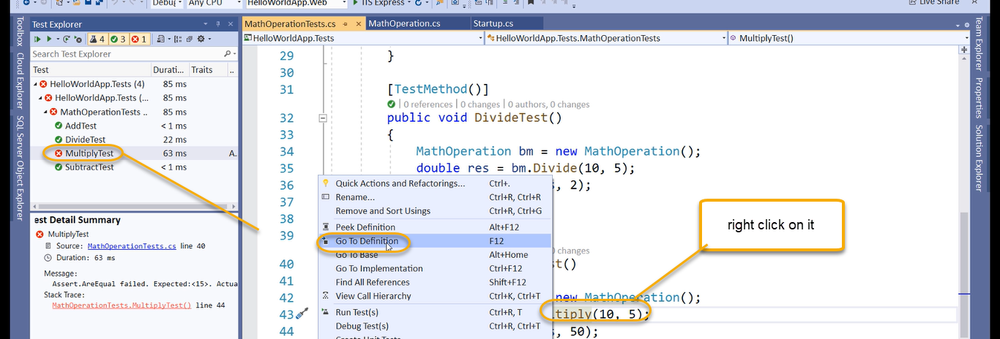 Debug Any CPU HelloWorldApp.Web IIS Express Live Share
Toolbox
Cloud Explorer
SQL Server Object Explorer
Test Explorer
4 3 1
Search Test Explorer
Test Durati... Traits ..
HelloWorldApp.Tests (4) 85 ms
HelloWorldApp.Tests (... 85 ms
MathOperationTests .. 85 ms
AddTest < 1 ms
DivideTest 22 ms
MultiplyTest 63 ms A.
SubtractTest < 1 ms
est Detail Summary
MultiplyTest
Source: MathOperationTests.cs line 40
Duration: 63 ms
Message:
Assert.AreEqual failed. Expected:<15>. Actua
Stack Trace:
MathOperationTests.MultiplyTest() line 44
MathOperationTests.cs MathOperation.cs Startup.cs
HelloWorldApp.Tests HelloWorldApp.Tests.MathOperationTests MultiplyTest()
29 }
30
31 [TestMethod()]
| 0 references | 0 changes | 0 authors, 0 changes
32 public void DivideTest()
33 {
34 MathOperation bm = new MathOperation();
35 double res = bm.Divide(10, 5);
36 , 2);
37
38
39
0 changes
40 st()
41
42 new MathOperation();
43 tiply(10, 5);
44 , 50);
Quick Actions and Refactorings... Ctrl+.
Rename... Ctrl+R, Ctrl+R
Remove and Sort Usings Ctrl+R, Ctrl+G
Peek Definition Alt+F12
Go To Definition F12
Go To Base Alt+Home
Go To Implementation Ctrl+F12
Find All References Shift+F12
View Call Hierarchy Ctrl+K, Ctrl+T
Run Test(s) Ctrl+R, T
Debug Test(s) Ctrl+R, Ctrl+T
Create Unit Tests
right click on it
Team Explorer
Properties
Solution Explorer